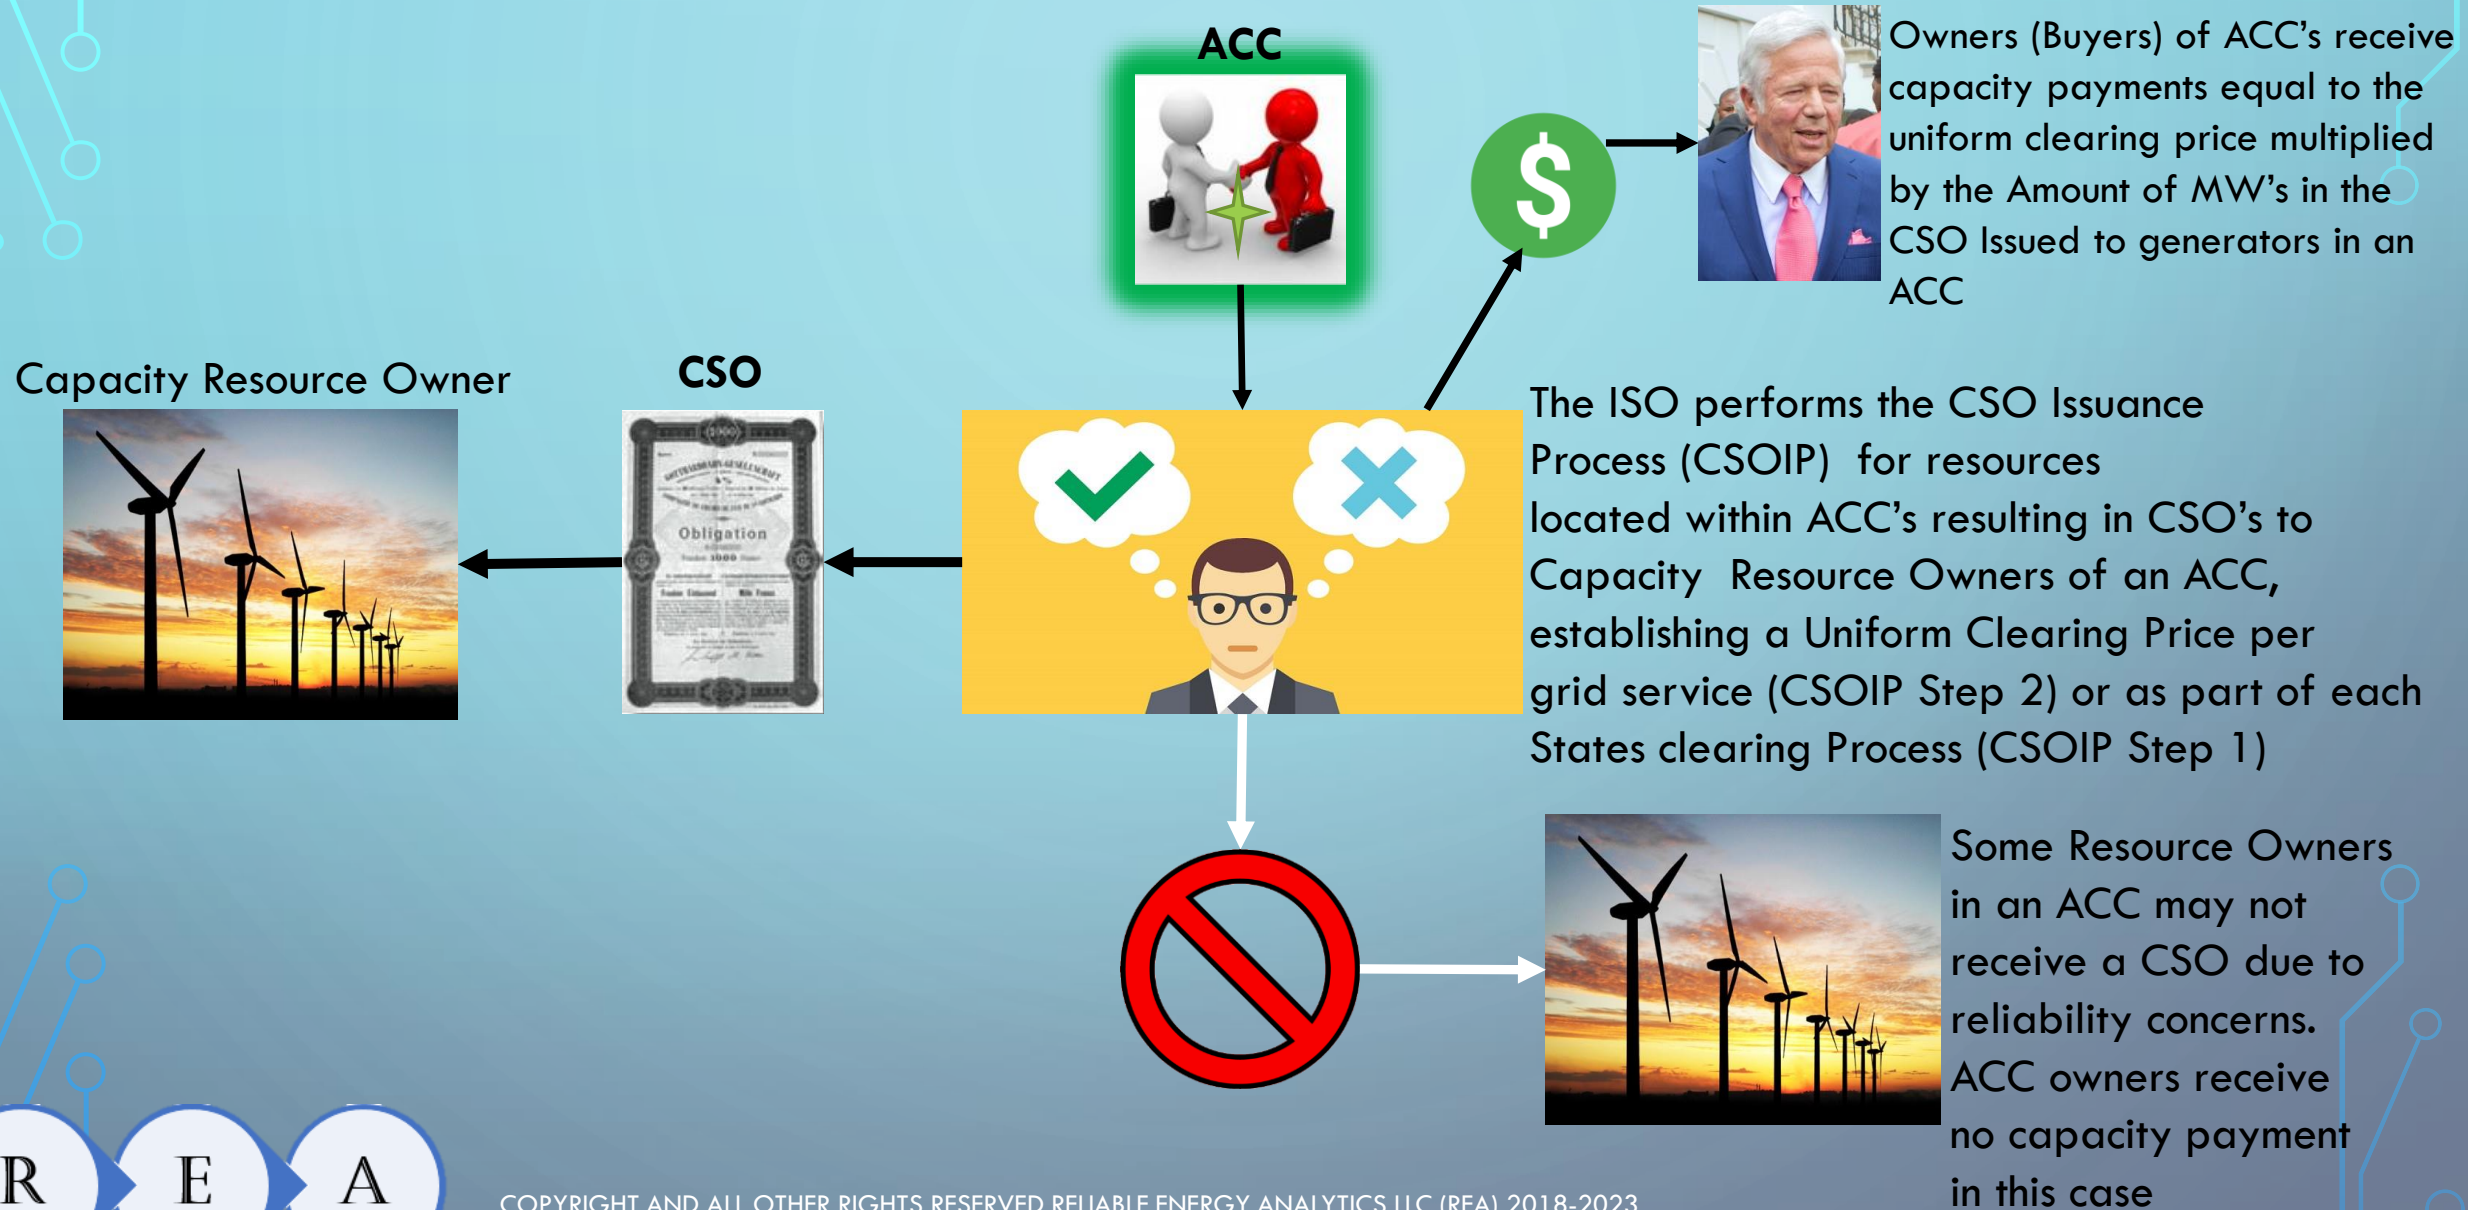 ACC
Owners (Buyers) of ACC's receive
capacity payments equal to the
uniform clearing price multiplied
by the Amount of MW's in the
CSO Issued to generators in an
ACC
Capacity Resource Owner
CSO
Obligation
The ISO performs the CSO Issuance
Process (CSOIP) for resources
located within ACC's resulting in CSO's to
Capacity Resource Owners of an ACC,
establishing a Uniform Clearing Price per
grid service (CSOIP Step 2) or as part of each
States clearing Process (CSOIP Step 1)
Some Resource Owners
in an ACC may not
receive a CSO due to
reliability concerns.
ACC owners receive
no capacity payment
in this case
R E A
COPYRIGHT AND ALL OTHER RIGHTS RESERVED RELIABLE ENERGY ANALYTICS LLC (REA) 2018-2023